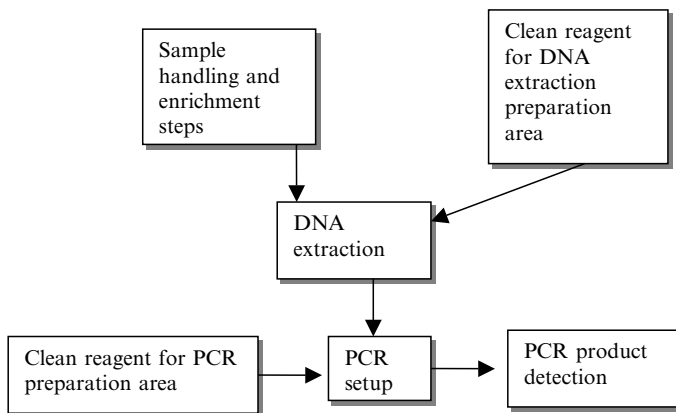 Sample
handling and
enrichment
steps
Clean reagent
for DNA
extraction
preparation
area
DNA
extraction
Clean reagent for PCR
preparation area
PCR
setup
PCR product
detection